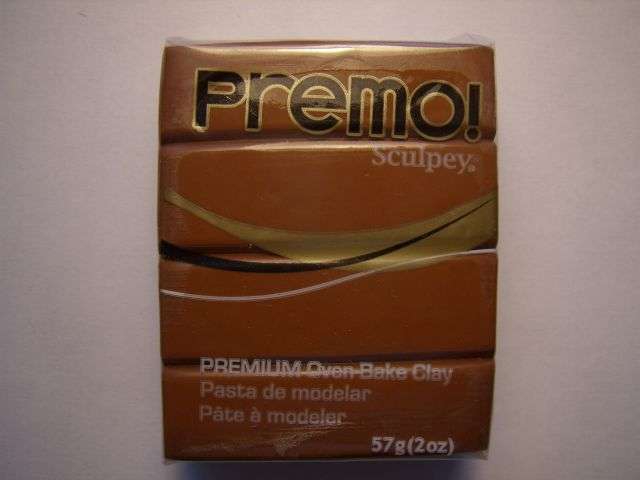 Premo!
Sculpey®
PREMIUM Oven-Bake Clay
Pasta de modelar
Pâte à modeler
57g(2oz)